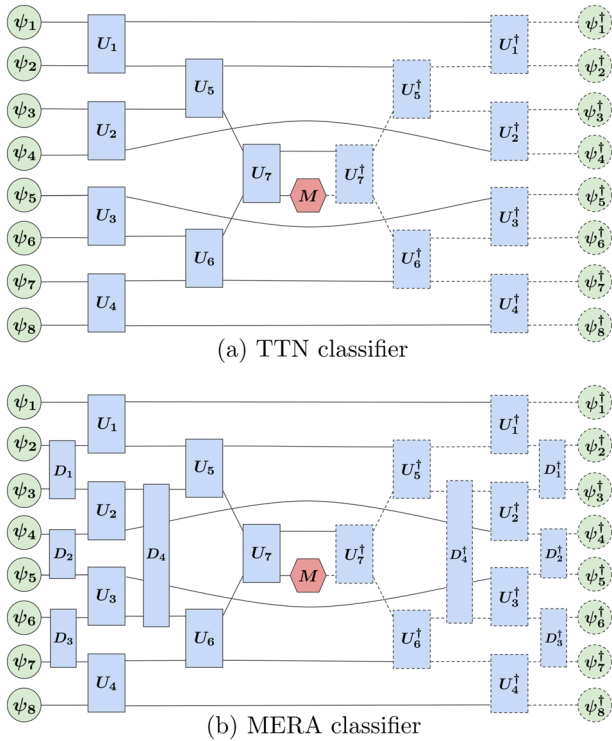 ψ₁ U₁ U₁† ψ₁†
ψ₂ U₅ U₅† ψ₂†
ψ₃ U₂ U₂† ψ₃†
ψ₄ U₇ U₇† ψ₄†
ψ₅ U₃ M U₃† ψ₅†
ψ₆ U₆ U₆† ψ₆†
ψ₇ U₄ U₄† ψ₇†
ψ₈ ψ₈†
(a) TTN classifier
ψ₁ U₁ U₁† ψ₁†
ψ₂ D₁ U₅ U₅† D₁† ψ₂†
ψ₃ U₂ U₂† ψ₃†
ψ₄ D₂ D₄ U₇ U₇† D₄† D₂† ψ₄†
ψ₅ U₃ M U₃† ψ₅†
ψ₆ D₃ U₆ U₆† D₃† ψ₆†
ψ₇ U₄ U₄† ψ₇†
ψ₈ ψ₈†
(b) MERA classifier